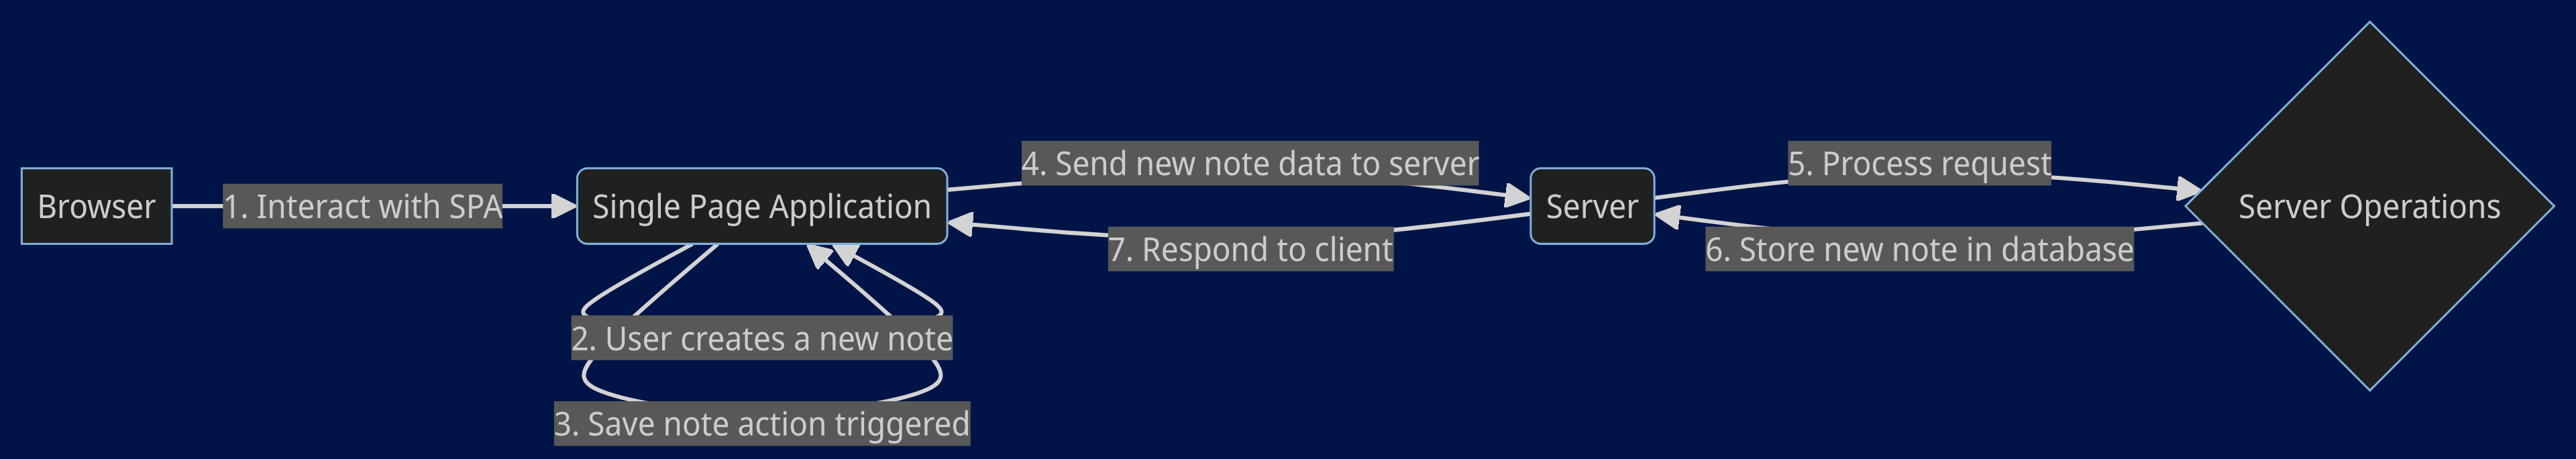 Browser
1. Interact with SPA
Single Page Application
2. User creates a new note
3. Save note action triggered
4. Send new note data to server
7. Respond to client
Server
5. Process request
6. Store new note in database
Server Operations